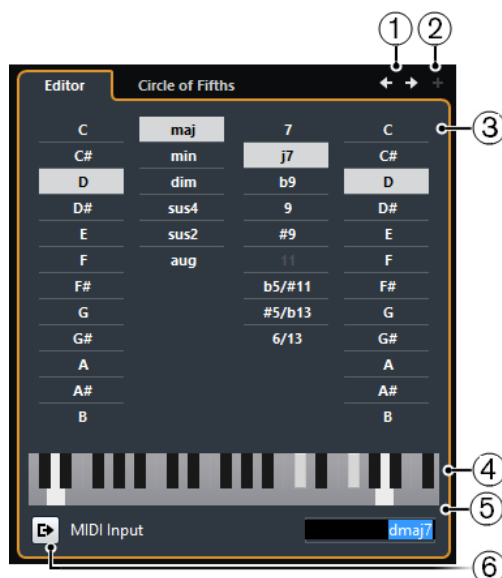 1 2
Editor Circle of Fifths
3
C maj 7 C
C# min j7 C#
D dim b9 D
D# sus4 9 D#
E sus2 #9 E
F aug 11 F
F# b5/#11 F#
G #5/b13 G
G# 6/13 G#
A A
A# A#
B B
4
5
MIDI Input dmaj7
6